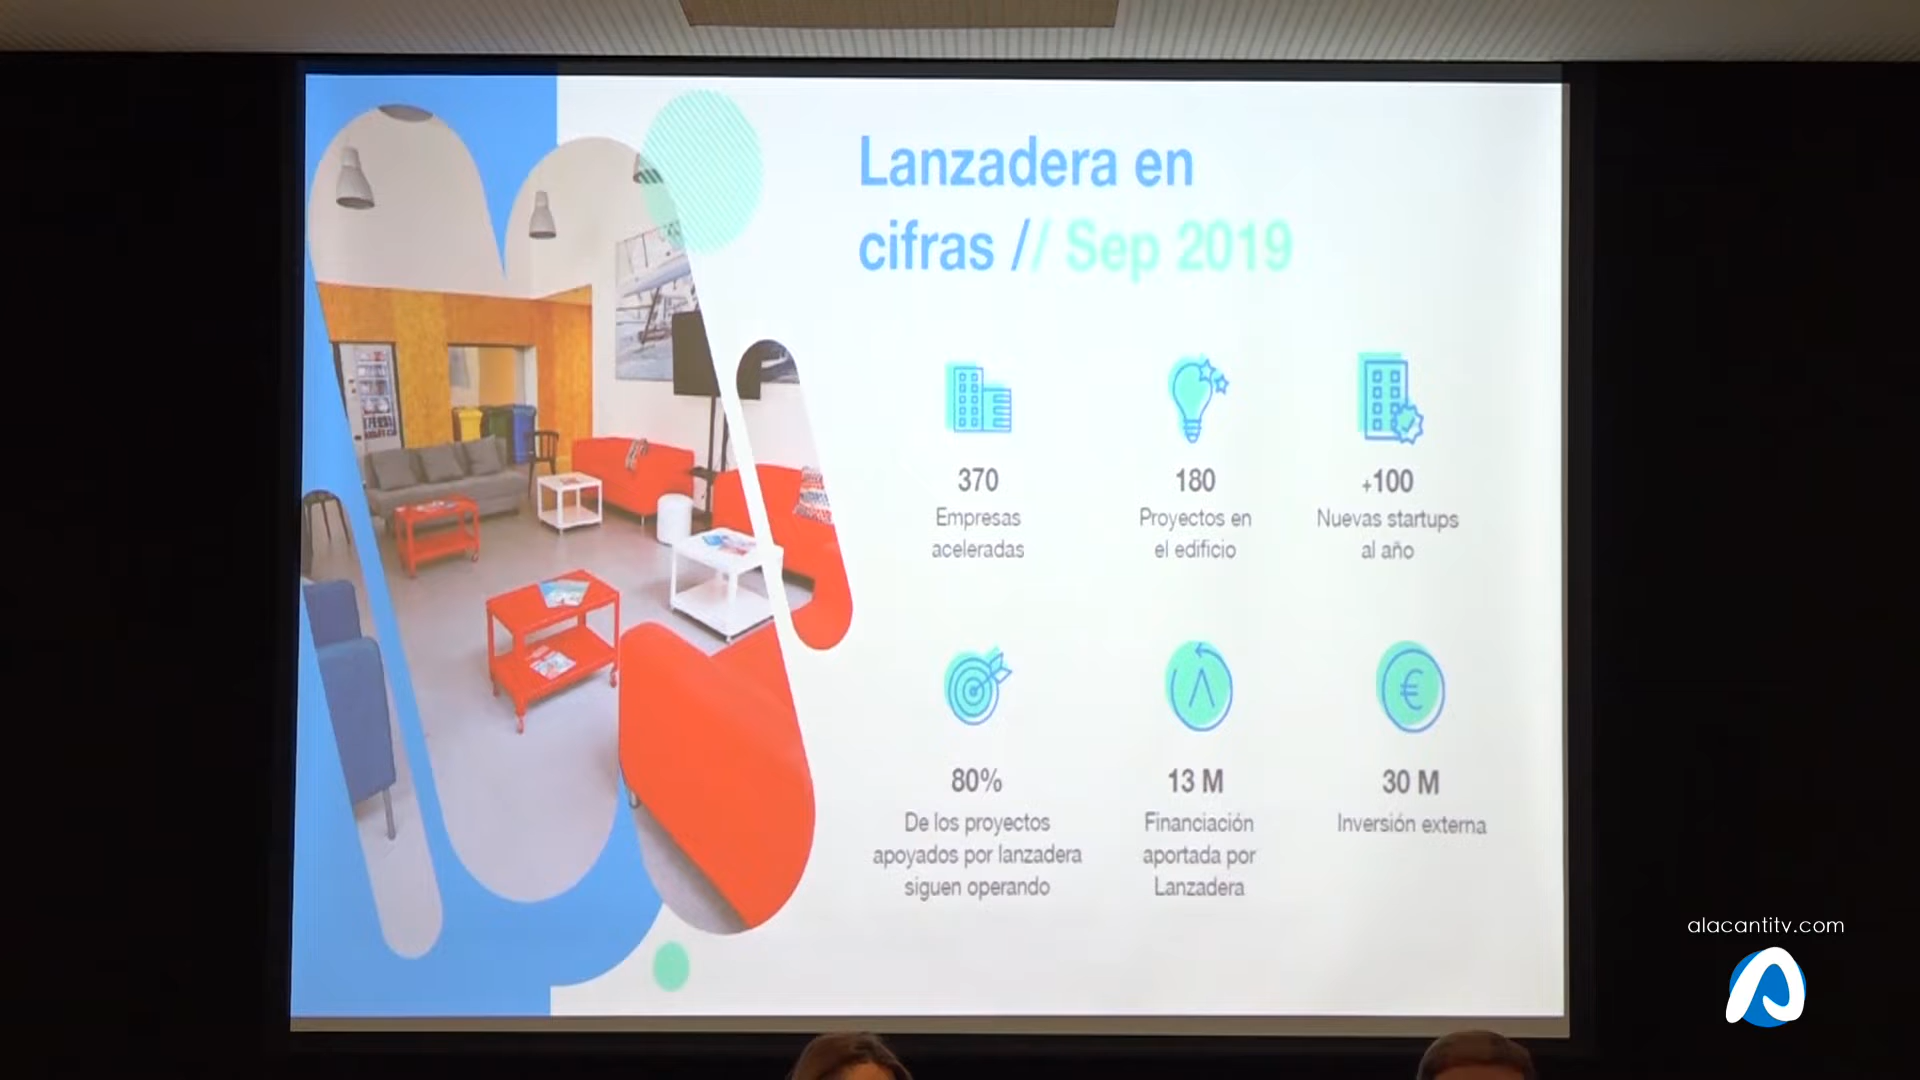 Lanzadera en
cifras // Sep 2019
370
Empresas
aceleradas
180
Proyectos en
el edificio
+100
Nuevas startups
al año
80%
De los proyectos
apoyados por lanzadera
siguen operando
13 M
Financiación
aportada por
Lanzadera
30 M
Inversión externa
alacantitv.com